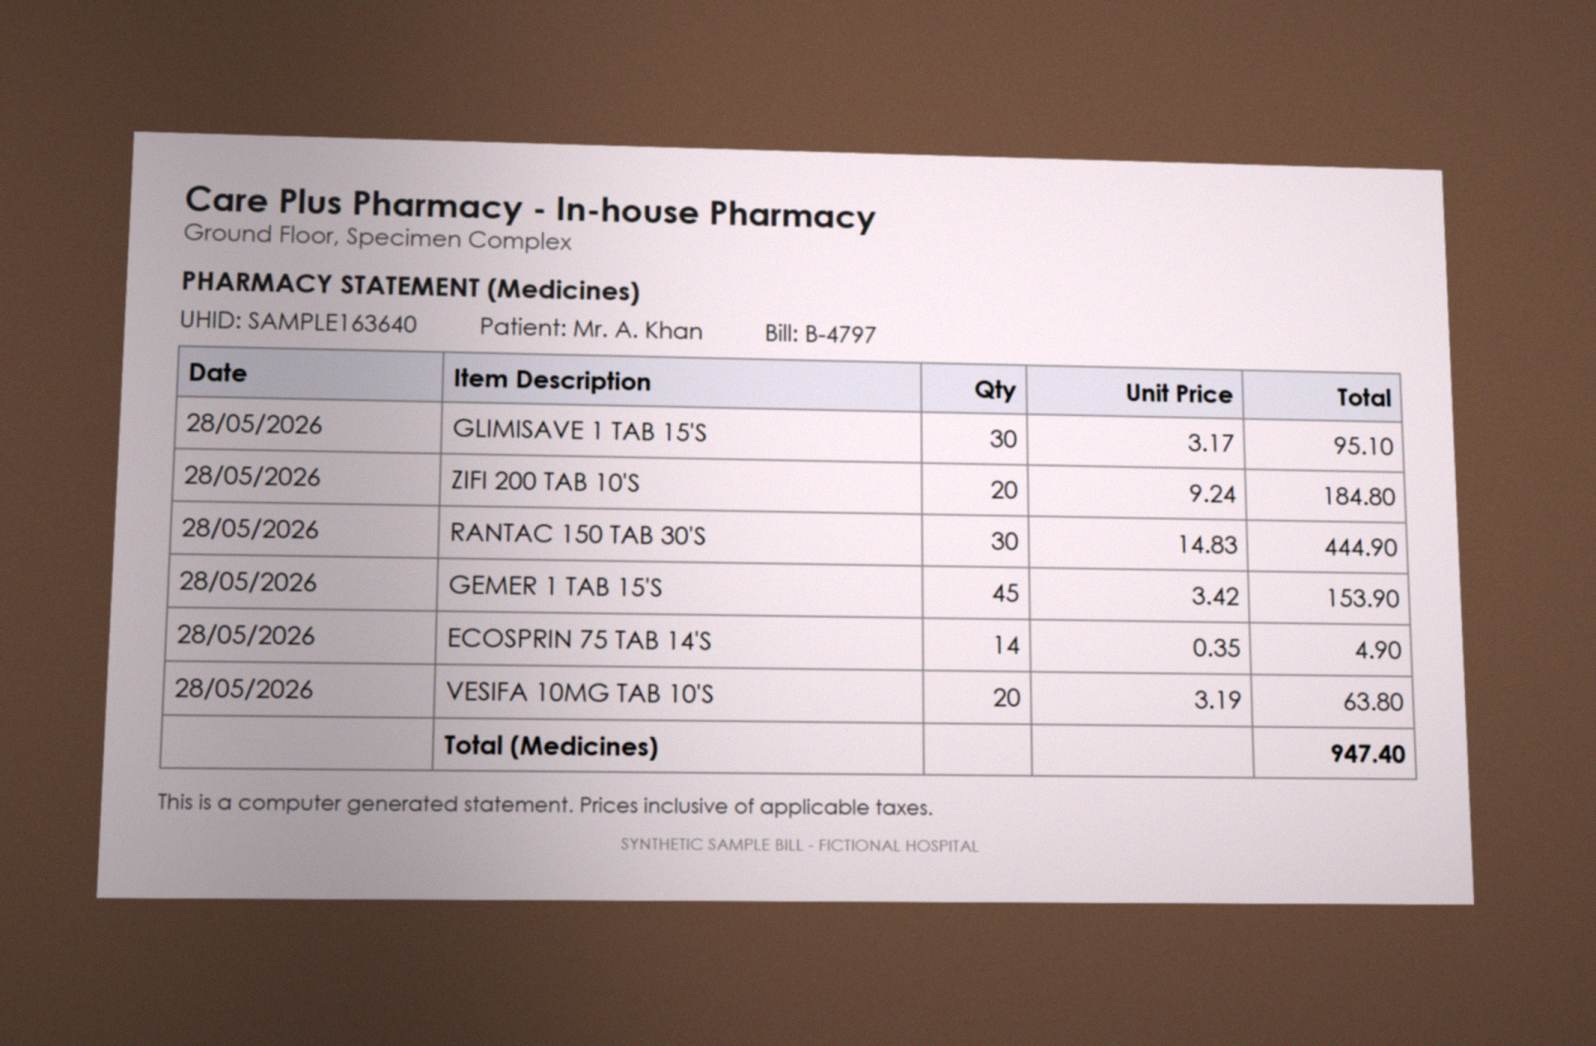 Care Plus Pharmacy - In-house Pharmacy
Ground Floor, Specimen Complex
PHARMACY STATEMENT (Medicines)
UHID: SAMPLE163640 Patient: Mr. A. Khan Bill: B-4797
Date Item Description Qty Unit Price Total
28/05/2026 GLIMISAVE 1 TAB 15'S 30 3.17 95.10
28/05/2026 ZIFI 200 TAB 10'S 20 9.24 184.80
28/05/2026 RANTAC 150 TAB 30'S 30 14.83 444.90
28/05/2026 GEMER 1 TAB 15'S 45 3.42 153.90
28/05/2026 ECOSPRIN 75 TAB 14'S 14 0.35 4.90
28/05/2026 VESIFA 10MG TAB 10'S 20 3.19 63.80
Total (Medicines) 947.40
This is a computer generated statement. Prices inclusive of applicable taxes.
SYNTHETIC SAMPLE BILL - FICTIONAL HOSPITAL